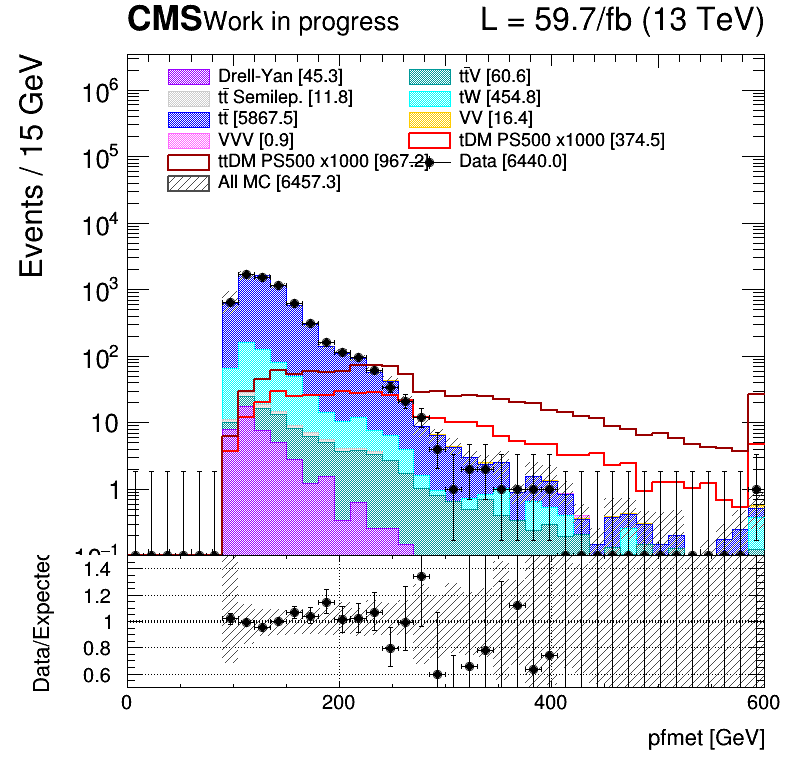 CMS Work in progress L = 59.7/fb (13 TeV)
Events / 15 GeV
Drell-Yan [45.3] tt̄V [60.6]
tt̄ Semilep. [11.8] tW [454.8]
tt̄ [5867.5] VV [16.4]
VVV [0.9] tDM PS500 x1000 [374.5]
ttDM PS500 x1000 [967.2] Data [6440.0]
All MC [6457.3]
10⁶
10⁵
10⁴
10³
10²
10
1
10⁻¹
Data/Expected
1.4
1.2
1
0.8
0.6
0 200 400 600
pfmet [GeV]